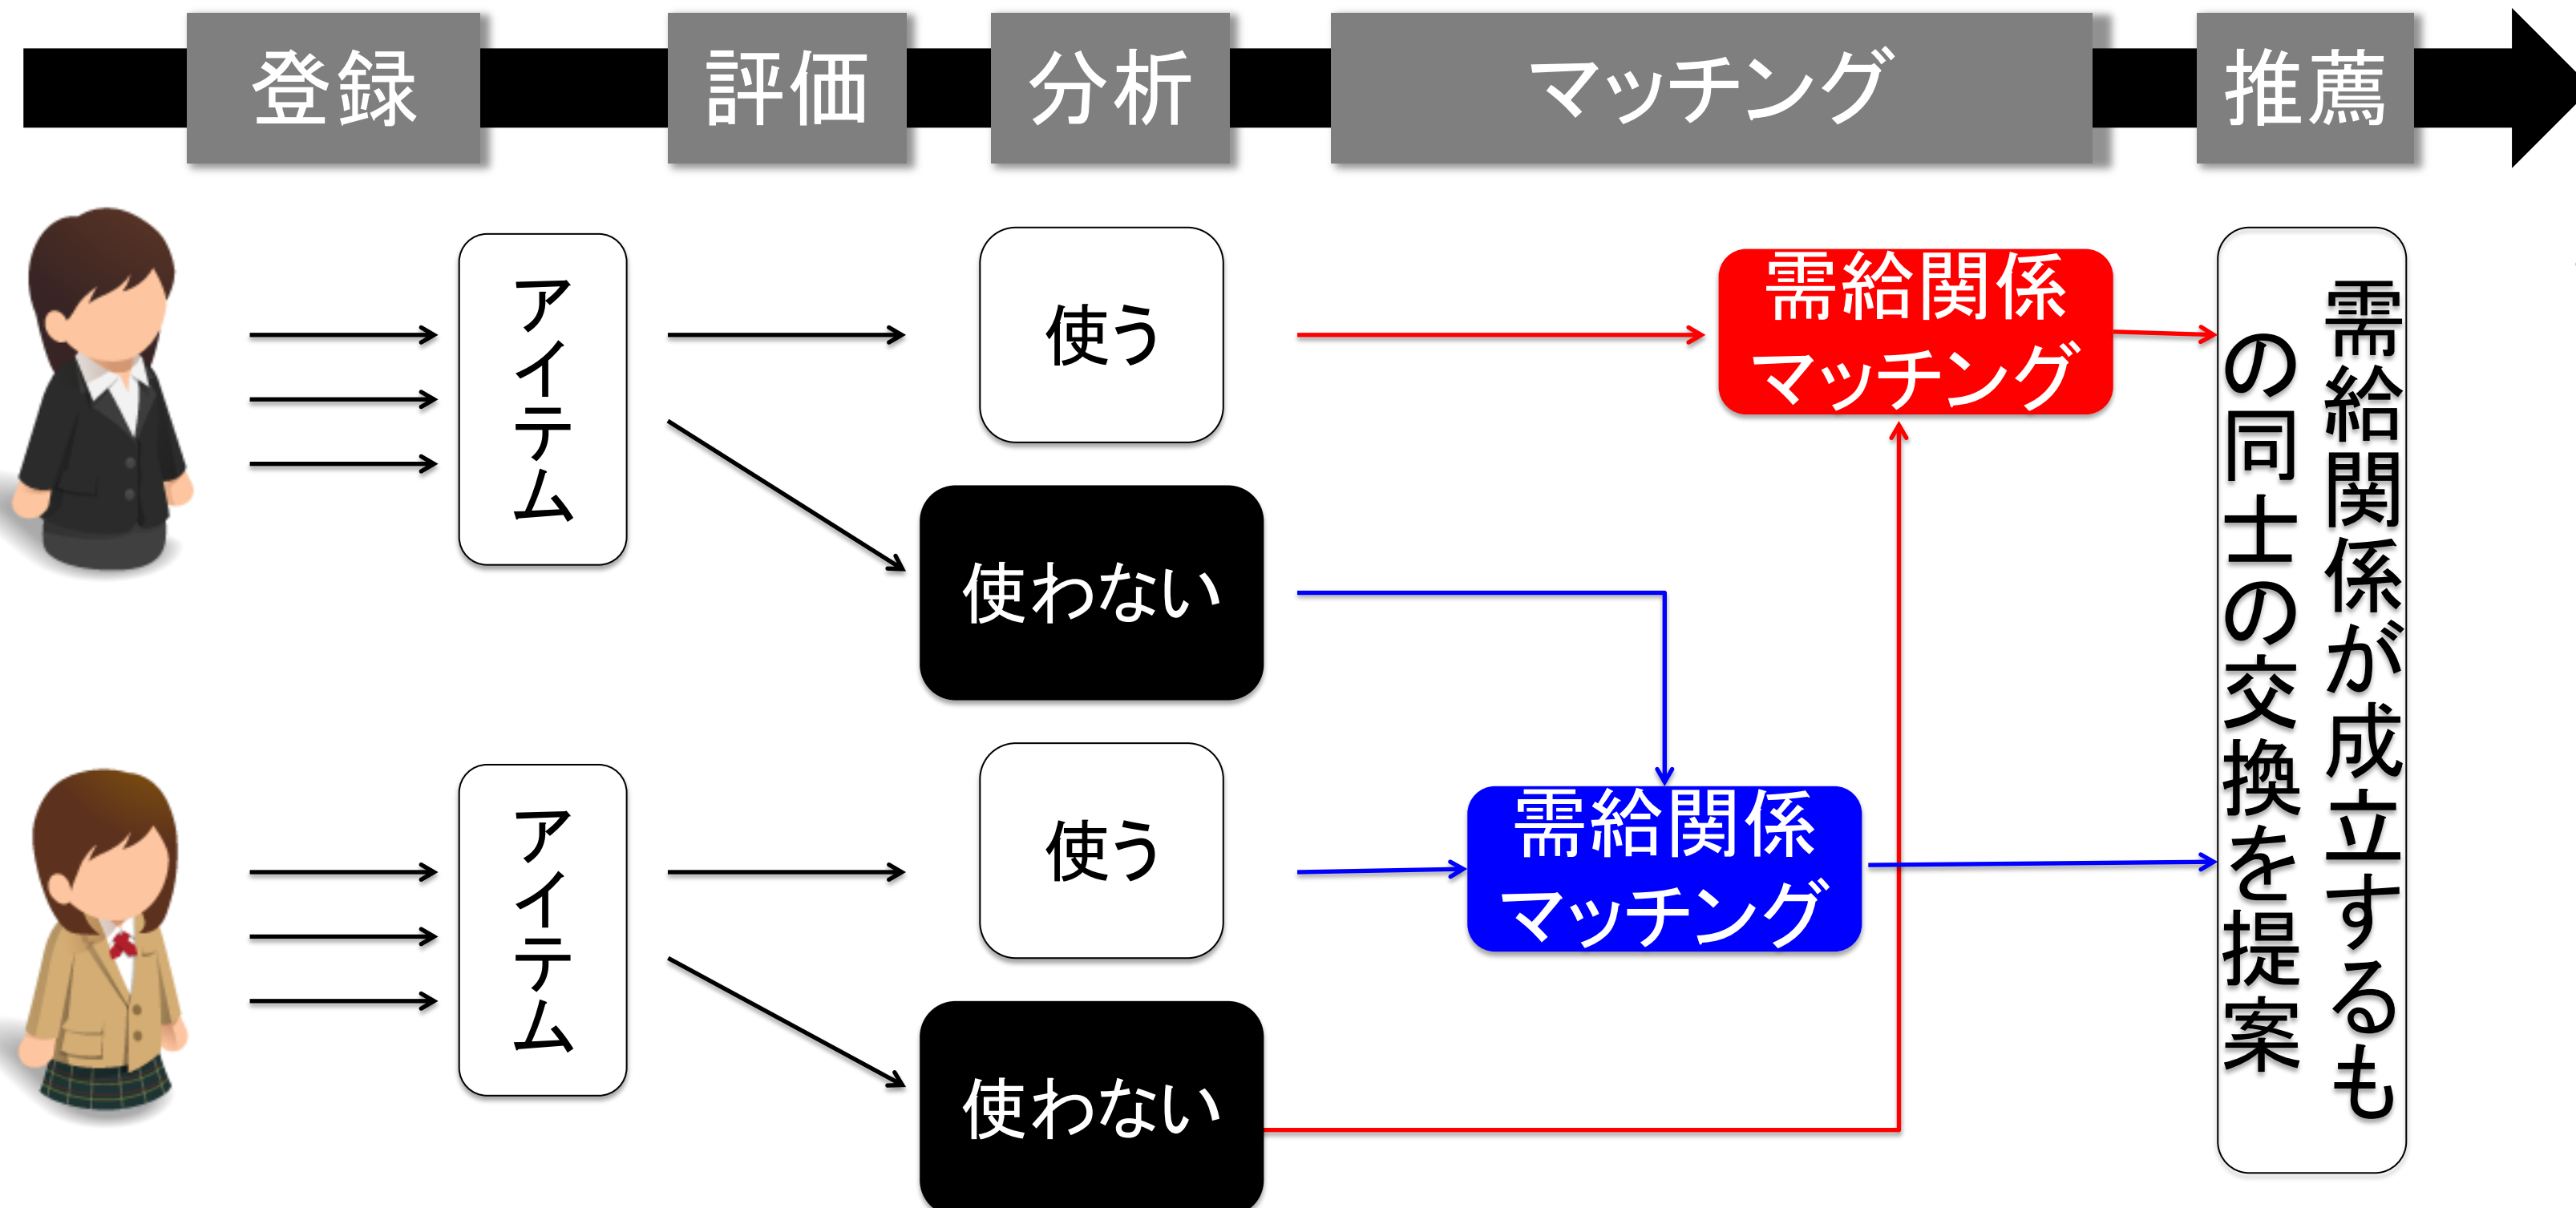 登録
評価
分析
マッチング
推薦
アイテム
使う
使わない
需給関係
マッチング
アイテム
使う
使わない
需給関係
マッチング
需給関係が成立するも
の同士の交換を提案